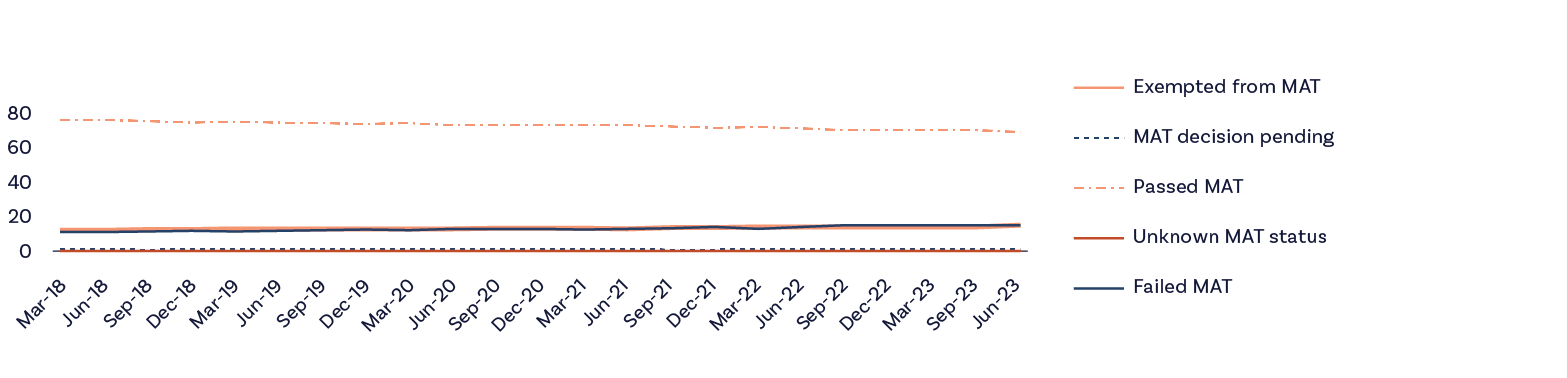 80
60
40
20
0
Mar-18
Jun-18
Sep-18
Dec-18
Mar-19
Jun-19
Sep-19
Dec-19
Mar-20
Jun-20
Sep-20
Dec-20
Mar-21
Jun-21
Sep-21
Dec-21
Mar-22
Jun-22
Sep-22
Dec-22
Mar-23
Sep-23
Jun-23
Exempted from MAT
MAT decision pending
Passed MAT
Unknown MAT status
Failed MAT